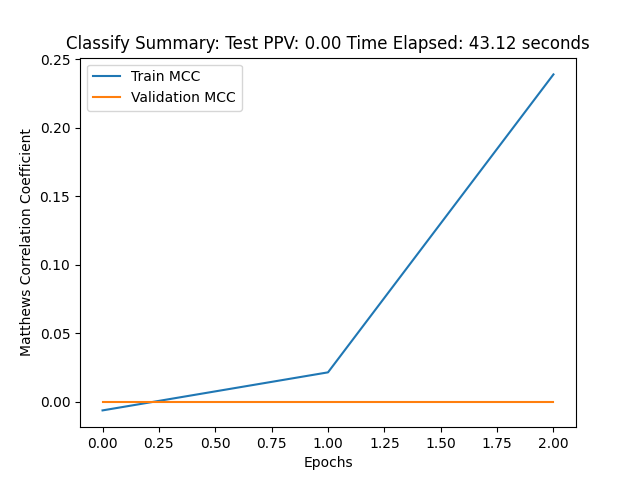 Classify Summary: Test PPV: 0.00 Time Elapsed: 43.12 seconds
Train MCC
Validation MCC
Matthews Correlation Coefficient
0.25
0.20
0.15
0.10
0.05
0.00
0.00 0.25 0.50 0.75 1.00 1.25 1.50 1.75 2.00
Epochs